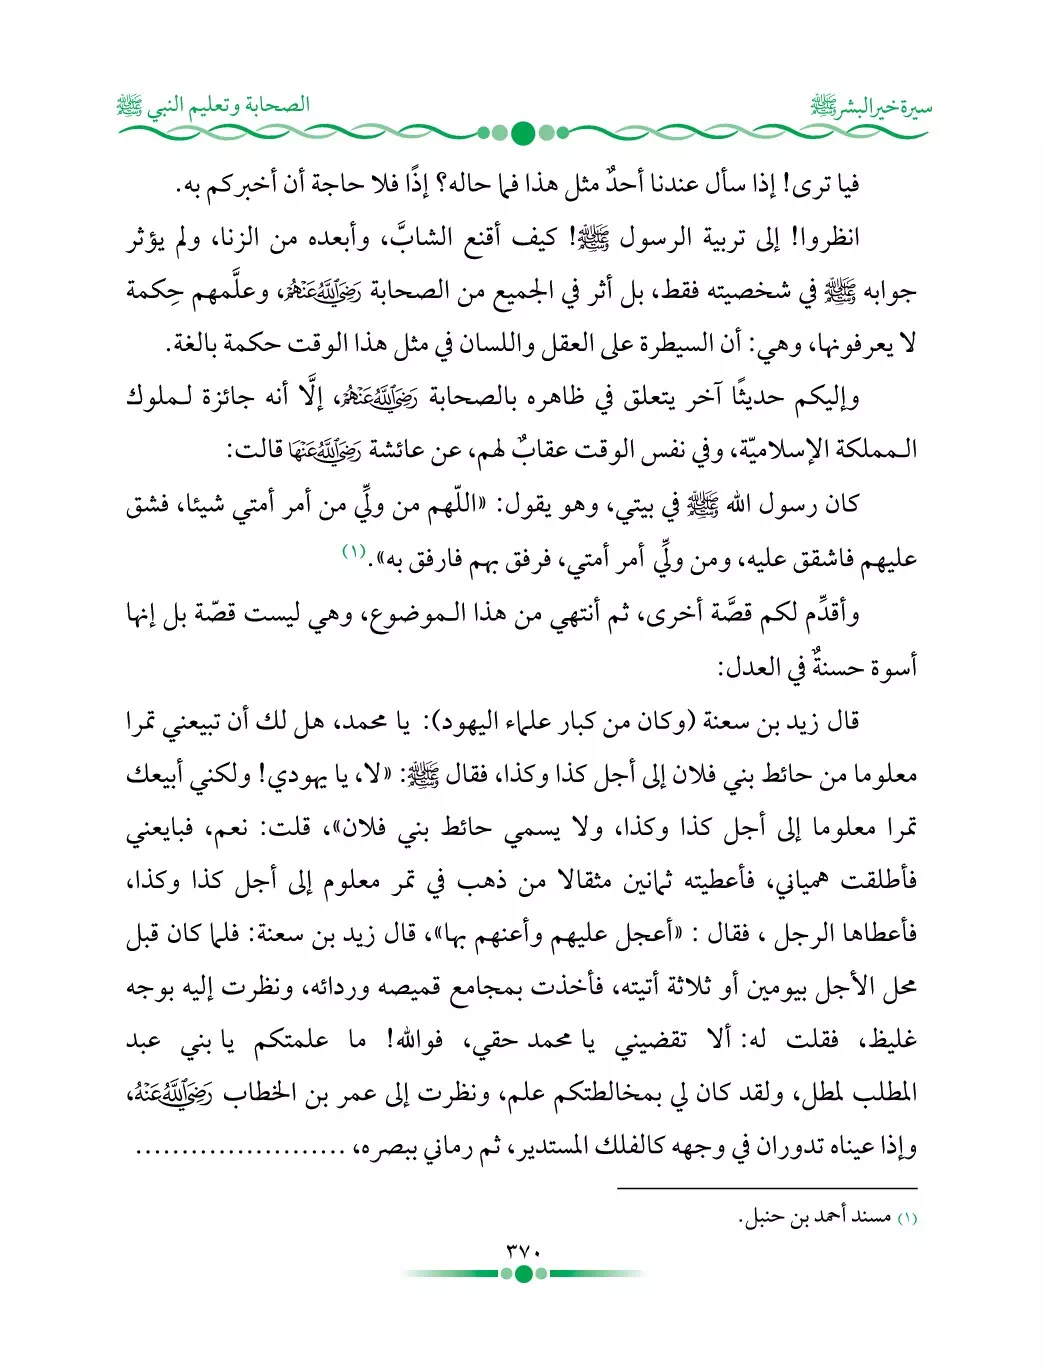 سيرة خير البشر ﷺ
الصحابة وتعليم النبي ﷺ
فيا ترى! إذا سأل عندنا أحدٌ مثل هذا فما حاله؟ إذًا فلا حاجة أن أخبركم به.
انظروا! إلى تربية الرسول ﷺ! كيف أقنع الشابَّ، وأبعده من الزنا، ولم يؤثر
جوابه ﷺ في شخصيته فقط، بل أثر في الجميع من الصحابة رَضِيَ اللَّهُ عَنْهُمْ، وعلَّمهم حِكمة
لا يعرفونها، وهي: أن السيطرة على العقل واللسان في مثل هذا الوقت حكمة بالغة.
وإليكم حديثًا آخر يتعلق في ظاهره بالصحابة رَضِيَ اللَّهُ عَنْهُمْ، إلَّا أنه جائزة لـملوك
الـمملكة الإسلاميّة، وفي نفس الوقت عقابٌ لهم، عن عائشة رَضِيَ اللَّهُ عَنْهَا قالت:
كان رسول الله ﷺ في بيتي، وهو يقول: «اللّهم من وليِّ من أمر أمتي شيئا، فشق
عليهم فاشقق عليه، ومن وليِّ أمر أمتي، فرفق بهم فارفق به».(١)
وأقدِّم لكم قصَّة أخرى، ثم أنتهي من هذا الـموضوع، وهي ليست قصّة بل إنها
أسوة حسنةٌ في العدل:
قال زيد بن سعنة (وكان من كبار علماء اليهود): يا محمد، هل لك أن تبيعني تمرا
معلوما من حائط بني فلان إلى أجل كذا وكذا، فقال ﷺ: «لا، يا يهودي! ولكني أبيعك
تمرا معلوما إلى أجل كذا وكذا، ولا يسمي حائط بني فلان»، قلت: نعم، فبايعني
فأطلقت همياني، فأعطيته ثمانين مثقالا من ذهب في تمر معلوم إلى أجل كذا وكذا،
فأعطاها الرجل ، فقال : «أعجل عليهم وأعنهم بها»، قال زيد بن سعنة: فلما كان قبل
محل الأجل بيومين أو ثلاثة أتيته، فأخذت بمجامع قميصه وردائه، ونظرت إليه بوجه
غليظ، فقلت له: ألا تقضيني يا محمد حقي، فوالله! ما علمتكم يا بني عبد
المطلب لمطل، ولقد كان لي بمخالطتكم علم، ونظرت إلى عمر بن الخطاب رَضِيَ اللَّهُ عَنْهُ،
وإذا عيناه تدوران في وجهه كالفلك المستدير، ثم رماني ببصره، .......................
(١) مسند أحمد بن حنبل.
٣٧٠